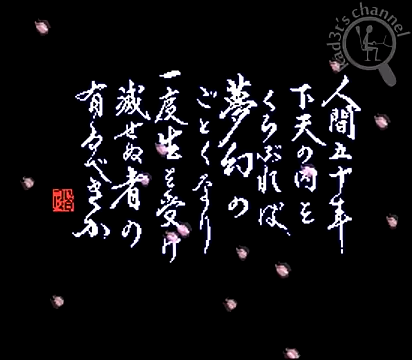 人間五十年
下天の内を
くらぶれば
夢幻の
ごとくなり
一度生を受け
滅せぬ者の
有るべきか
channel